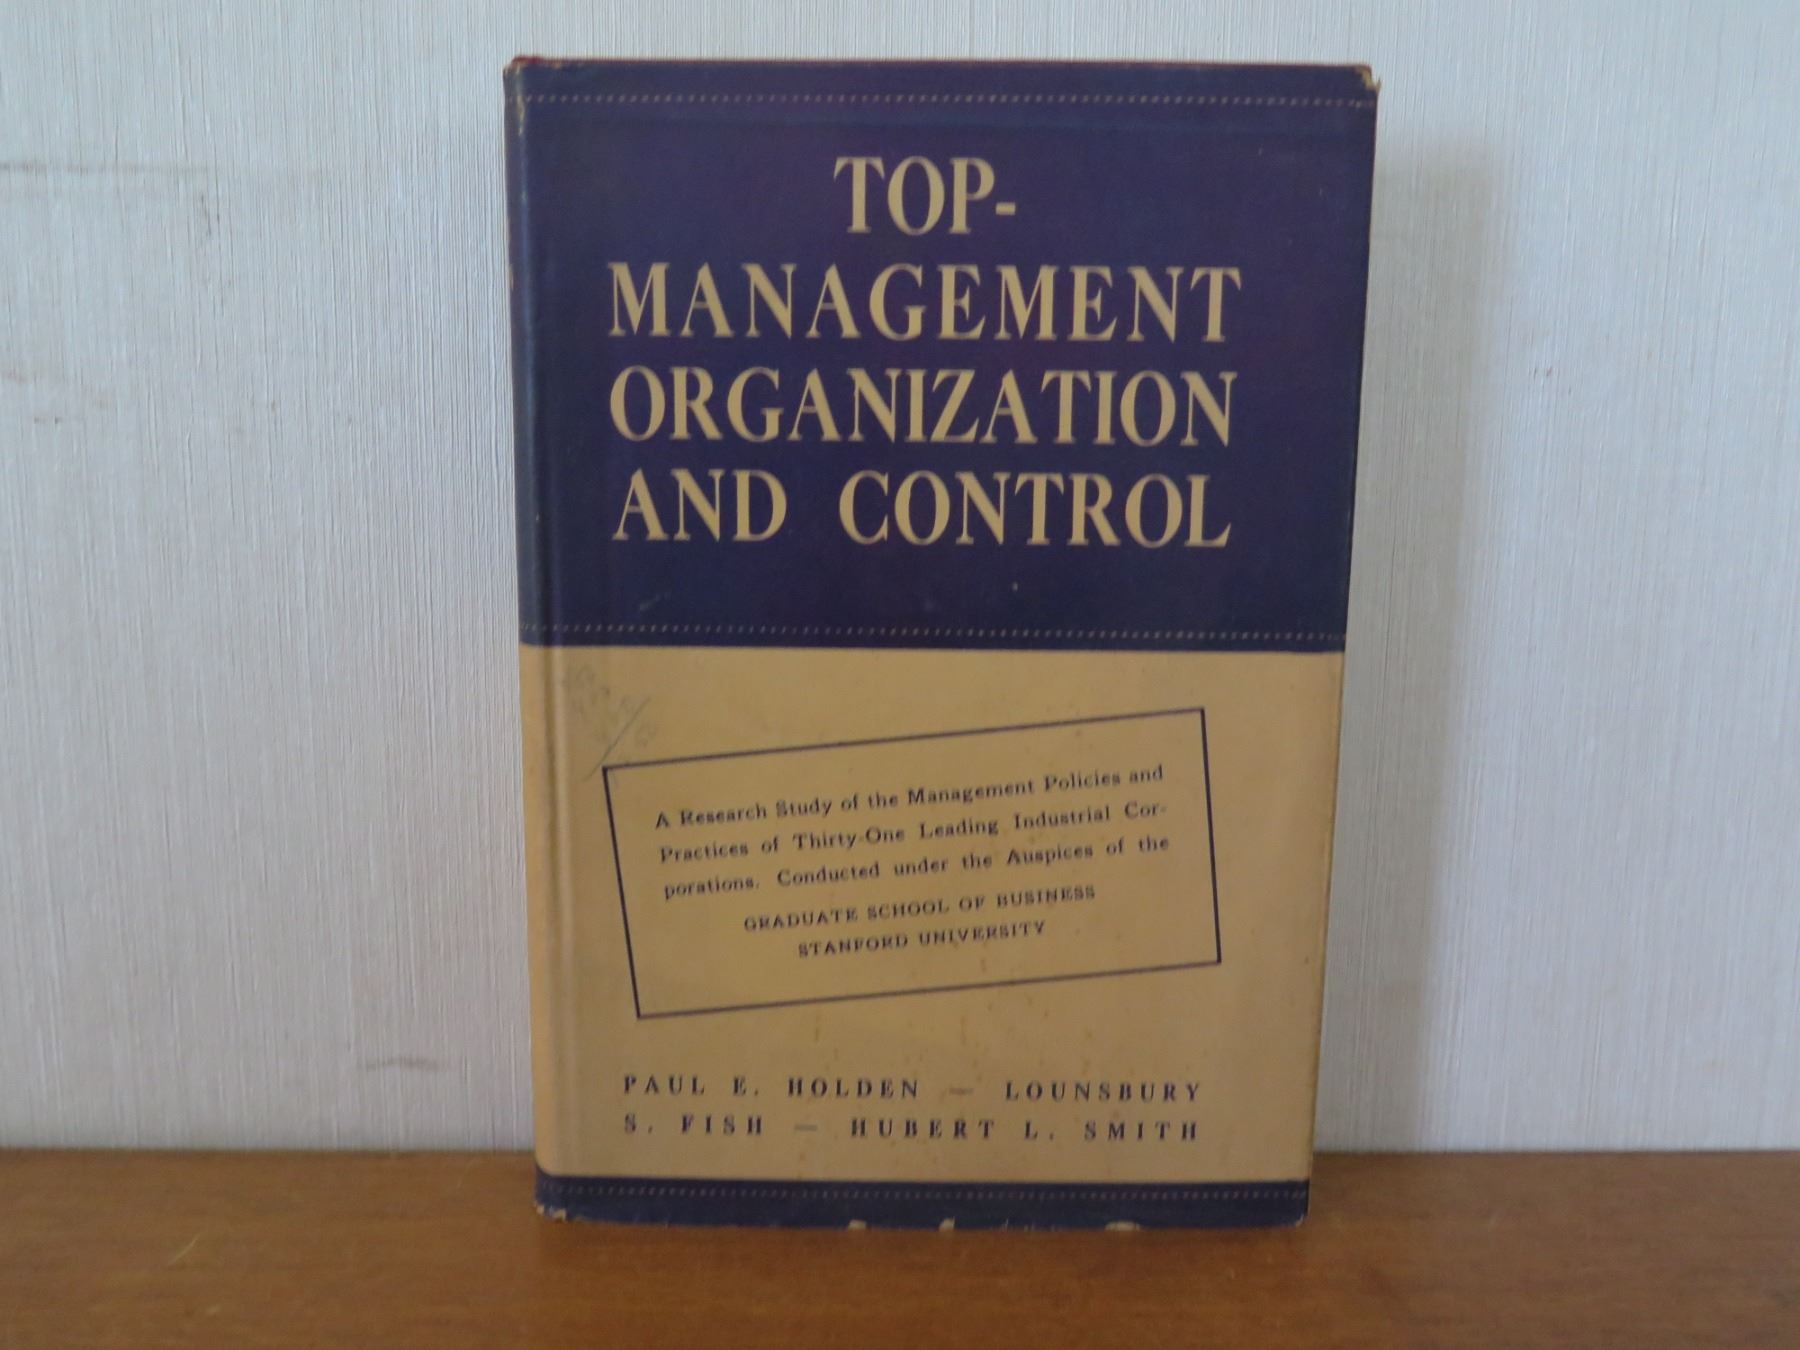 TOP-
MANAGEMENT
ORGANIZATION
AND CONTROL
A Research Study of the Management Policies and
Practices of Thirty-One Leading Industrial Cor-
porations. Conducted under the Auspices of the
GRADUATE SCHOOL OF BUSINESS
STANFORD UNIVERSITY
PAUL E. HOLDEN — LOUNSBURY
S. FISH — HUBERT L. SMITH